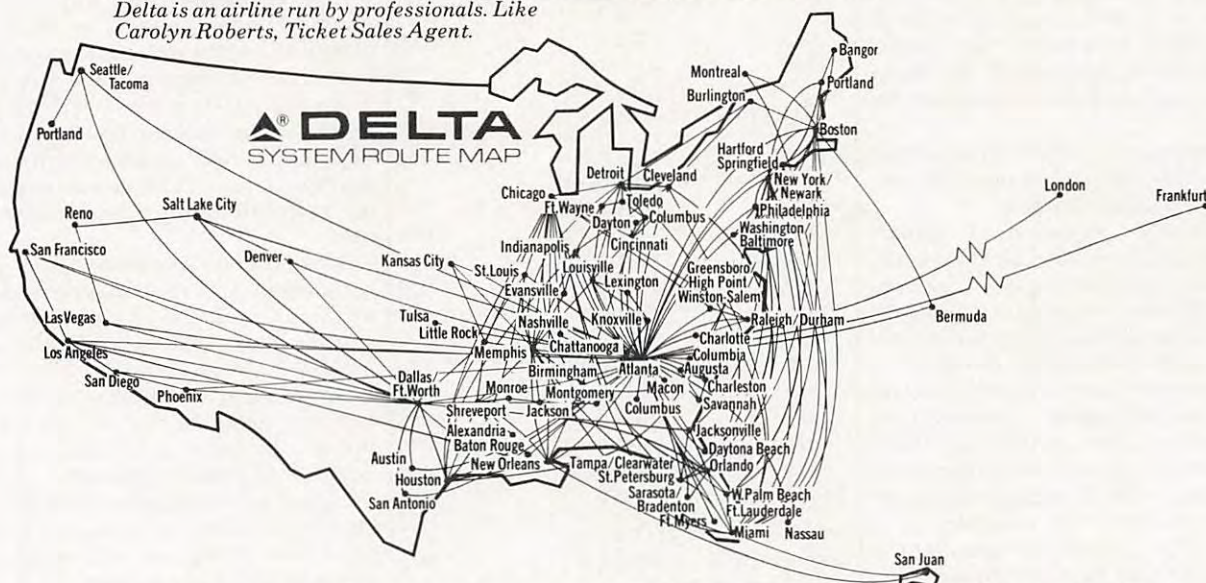 Delta is an airline run by professionals. Like
Carolyn Roberts, Ticket Sales Agent.
DELTA®
SYSTEM ROUTE MAP
Seattle/
Tacoma
Portland
Reno
Salt Lake City
San Francisco
Denver
Las Vegas
Los Angeles
San Diego
Phoenix
Kansas City
Tulsa
Little Rock
Memphis
Dallas/
Ft.Worth
Austin
Houston
San Antonio
Chicago
Detroit
Cleveland
Ft.Wayne
Toledo
Columbus
Dayton
Cincinnati
Indianapolis
St.Louis
Louisville
Evansville
Lexington
Nashville
Knoxville
Chattanooga
Birmingham
Atlanta
Monroe
Montgomery
Macon
Shreveport
Jackson
Columbus
Alexandria
Baton Rouge
New Orleans
Montreal
Burlington
Bangor
Portland
Boston
Hartford
Springfield
New York/
Newark
Philadelphia
Washington
Baltimore
Greensboro/
High Point
Winston-Salem
Raleigh/Durham
Charlotte
Columbia
Augusta
Charleston
Savannah
Jacksonville
Daytona Beach
Orlando
Tampa/Clearwater
St.Petersburg
Sarasota/
Bradenton
Ft.Myers
W.Palm Beach
Ft.Lauderdale
Miami
Nassau
San Juan
Bermuda
London
Frankfurt